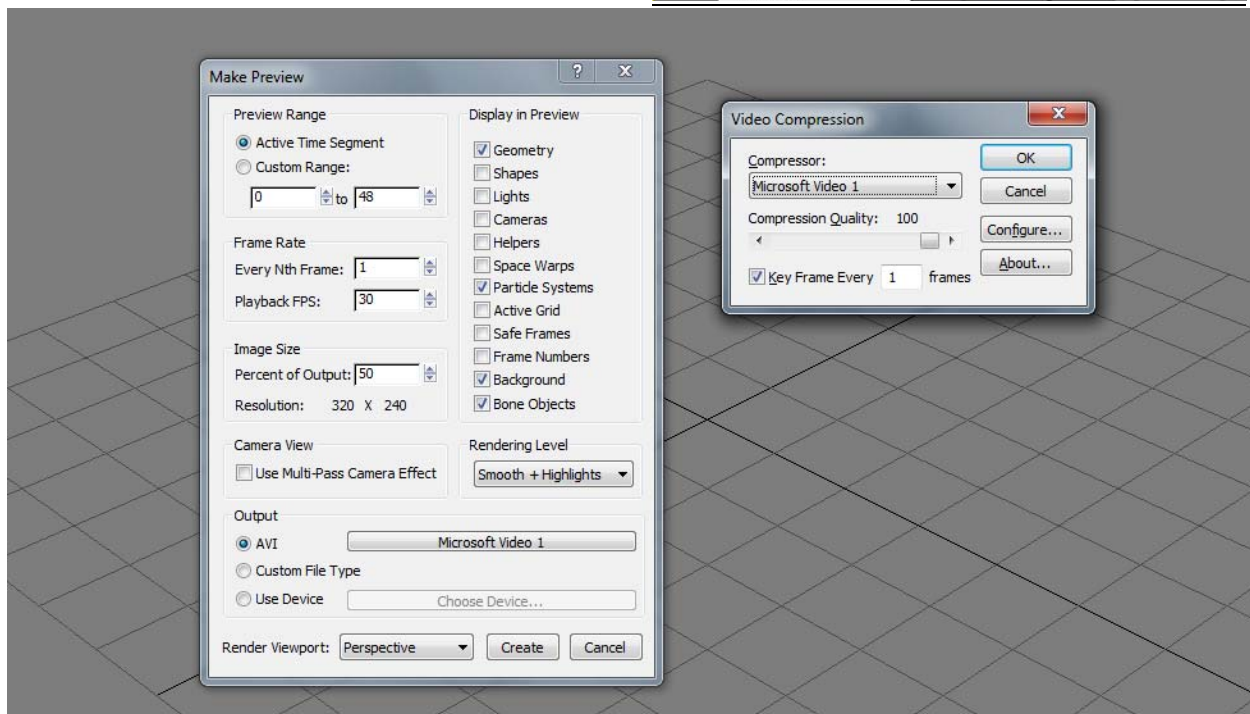 Make Preview
Preview Range
Active Time Segment
Custom Range:
0 to 48
Frame Rate
Every Nth Frame: 1
Playback FPS: 30
Image Size
Percent of Output: 50
Resolution: 320 X 240
Camera View
Use Multi-Pass Camera Effect
Display in Preview
Geometry
Shapes
Lights
Cameras
Helpers
Space Warps
Particle Systems
Active Grid
Safe Frames
Frame Numbers
Background
Bone Objects
Rendering Level
Smooth + Highlights
Output
AVI Microsoft Video 1
Custom File Type
Use Device Choose Device...
Render Viewport: Perspective Create Cancel
Video Compression
Compressor:
Microsoft Video 1
Compression Quality: 100
Key Frame Every 1 frames
OK
Cancel
Configure...
About...